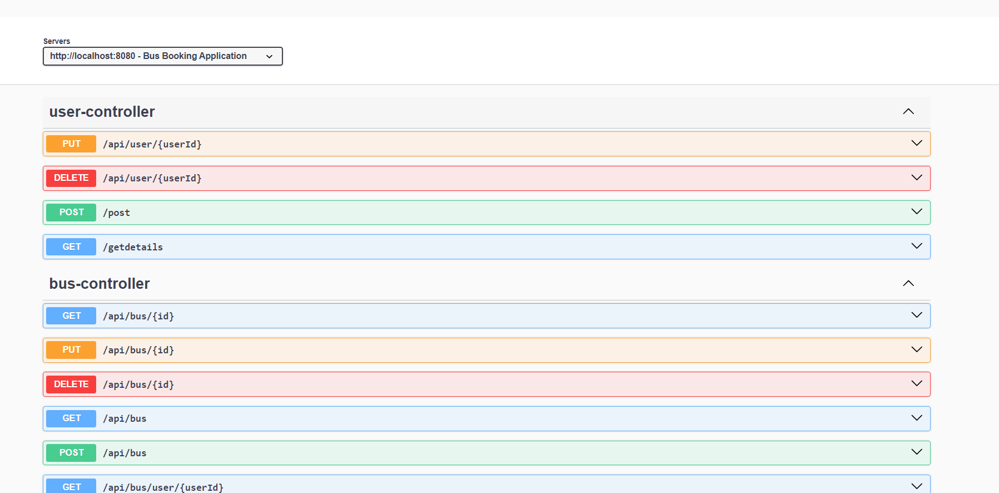 Servers
http://localhost:8080 - Bus Booking Application
user-controller
PUT /api/user/{userId}
DELETE /api/user/{userId}
POST /post
GET /getdetails
bus-controller
GET /api/bus/{id}
PUT /api/bus/{id}
DELETE /api/bus/{id}
GET /api/bus
POST /api/bus
GET /api/bus/user/{userId}